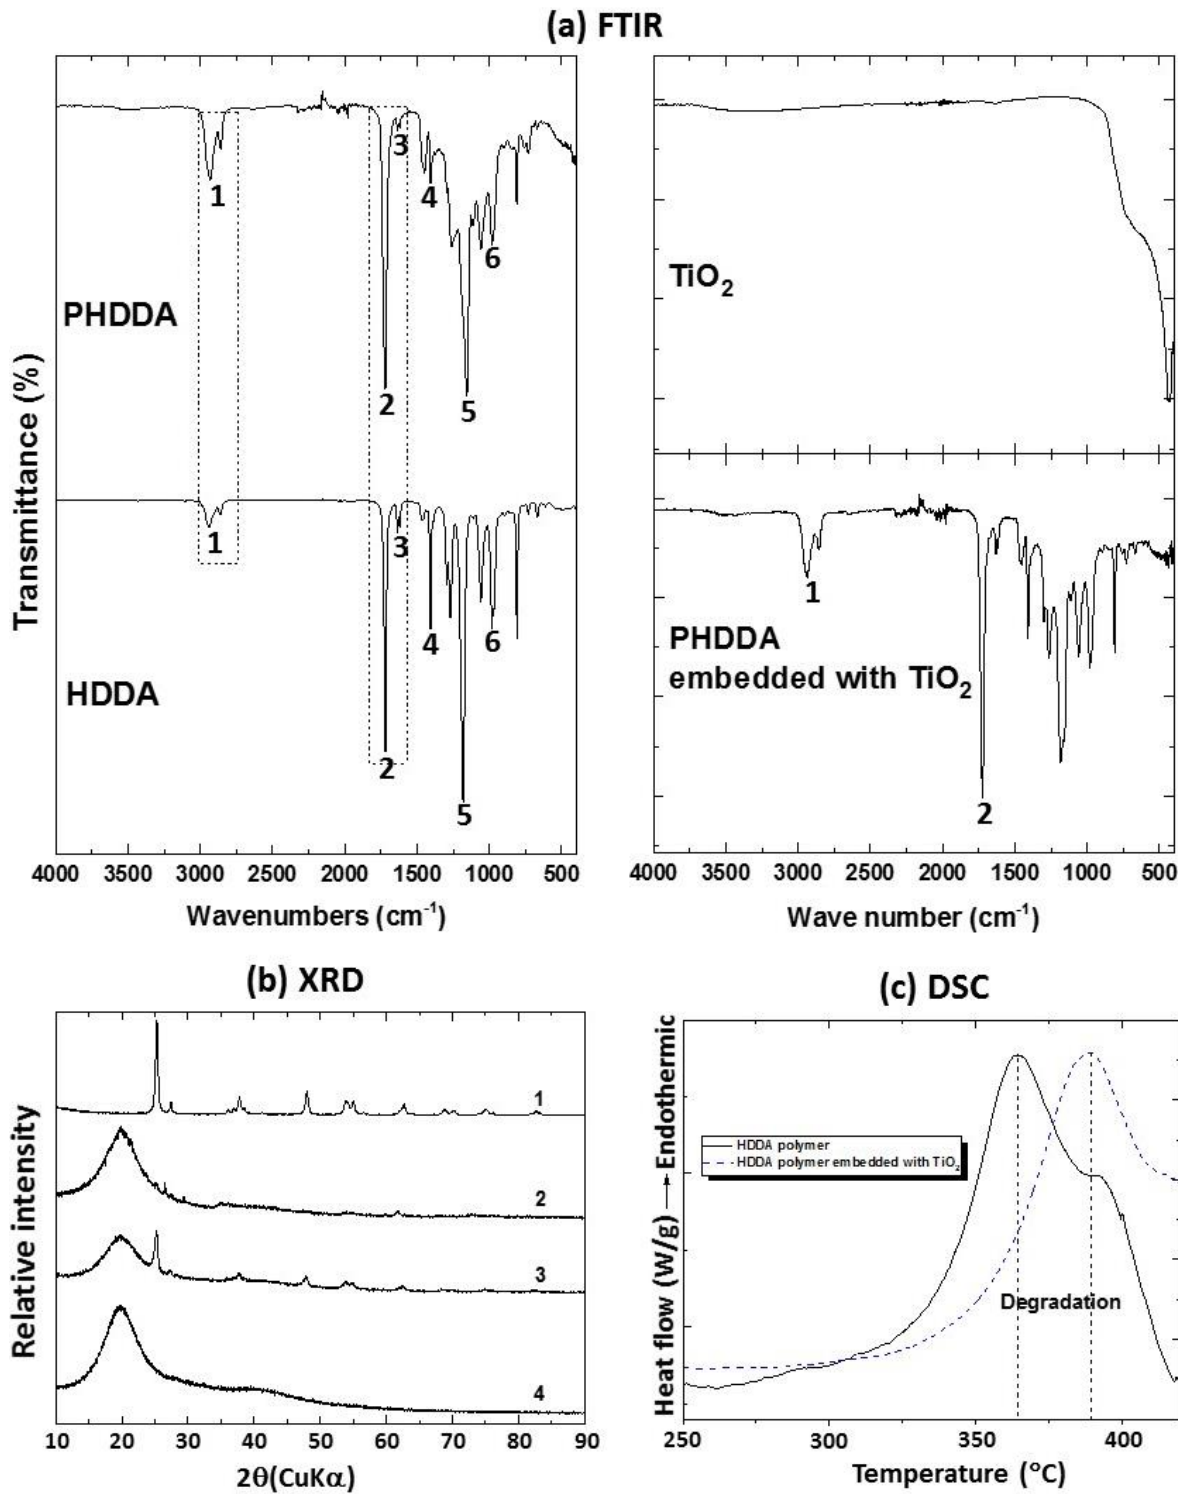 (a) FTIR
Transmittance (%)
1
3
4
6
PHDDA
2
5
1
3
4
6
HDDA
2
5
4000 3500 3000 2500 2000 1500 1000 500
Wavenumbers (cm⁻¹)
TiO₂
1
PHDDA
embedded with TiO₂
2
4000 3500 3000 2500 2000 1500 1000 500
Wave number (cm⁻¹)
(b) XRD
Relative intensity
1
2
3
4
10 20 30 40 50 60 70 80 90
2θ(CuKα)
(c) DSC
Heat flow (W/g) → Endothermic
HDDA polymer
HDDA polymer embedded with TiO₂
Degradation
250 300 350 400
Temperature (°C)